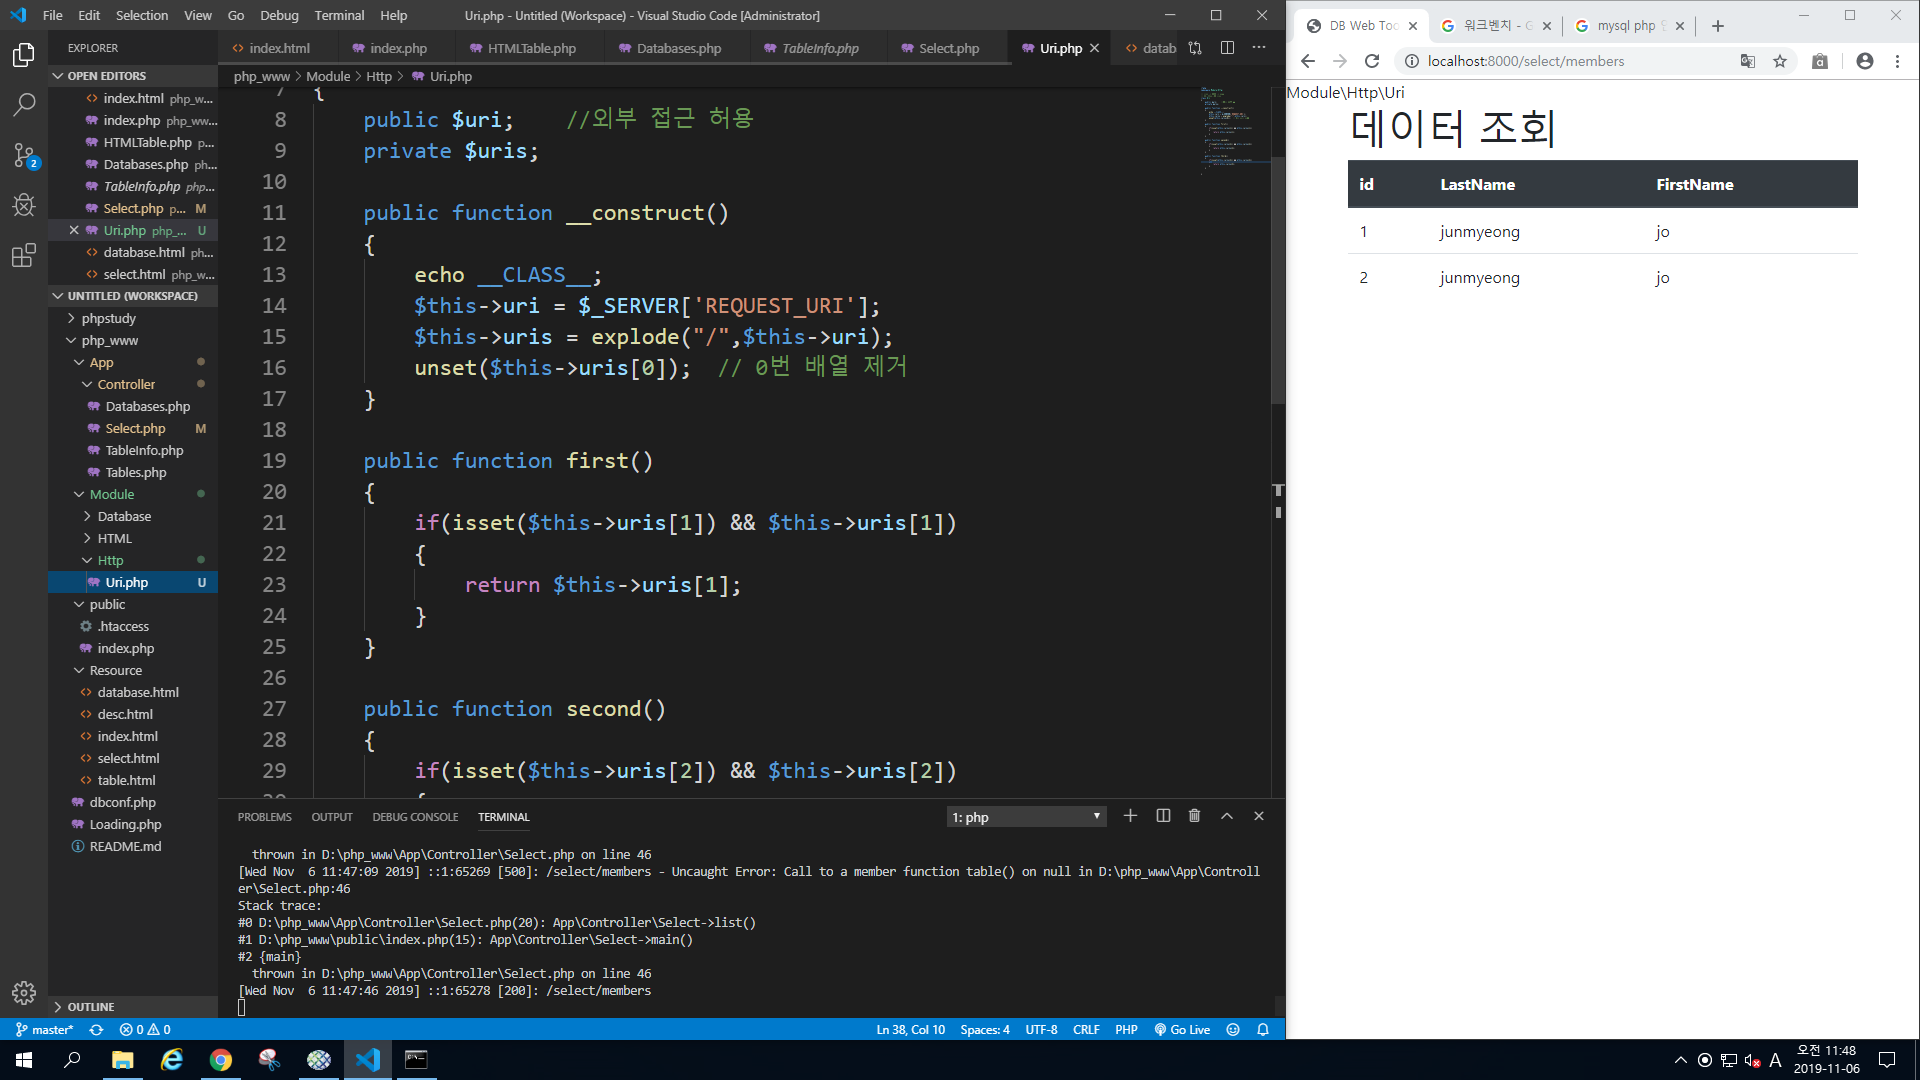 File Edit Selection View Go Debug Terminal Help
Uri.php - Untitled (Workspace) - Visual Studio Code [Administrator]
EXPLORER
OPEN EDITORS
index.html php_w...
index.php php_ww...
HTMLTable.php p...
Databases.php ph...
TableInfo.php php...
Select.php p... M
Uri.php php_... U
database.html ph...
select.html php_w...
UNTITLED (WORKSPACE)
phpstudy
php_www
App
Controller
Databases.php
Select.php M
TableInfo.php
Tables.php
Module
Database
HTML
Http
Uri.php U
public
.htaccess
index.php
Resource
database.html
desc.html
index.html
select.html
table.html
dbconf.php
Loading.php
README.md
OUTLINE
2
index.html index.php HTMLTable.php Databases.php TableInfo.php Select.php Uri.php datab
php_www > Module > Http > Uri.php
7 {
8 public $uri; //외부 접근 허용
9 private $uris;
10
11 public function __construct()
12 {
13 echo __CLASS__;
14 $this->uri = $_SERVER['REQUEST_URI'];
15 $this->uris = explode("/",$this->uri);
16 unset($this->uris[0]); // 0번 배열 제거
17 }
18
19 public function first()
20 {
21 if(isset($this->uris[1]) && $this->uris[1])
22 {
23 return $this->uris[1];
24 }
25 }
26
27 public function second()
28 {
29 if(isset($this->uris[2]) && $this->uris[2])
PROBLEMS OUTPUT DEBUG CONSOLE TERMINAL
1: php
thrown in D:\php_www\App\Controller\Select.php on line 46
[Wed Nov  6 11:47:09 2019] ::1:65269 [500]: /select/members - Uncaught Error: Call to a member function table() on null in D:\php_www\App\Controll
er\Select.php:46
Stack trace:
#0 D:\php_www\App\Controller\Select.php(20): App\Controller\Select->list()
#1 D:\php_www\public\index.php(15): App\Controller\Select->main()
#2 {main}
thrown in D:\php_www\App\Controller\Select.php on line 46
[Wed Nov  6 11:47:46 2019] ::1:65278 [200]: /select/members
master* 0 0
Ln 38, Col 10 Spaces: 4 UTF-8 CRLF PHP Go Live
DB Web Too
워크벤치 - G
mysql php
localhost:8000/select/members
Module\Http\Uri
데이터 조회
id LastName FirstName
1 junmyeong jo
2 junmyeong jo
A
오전 11:48
2019-11-06